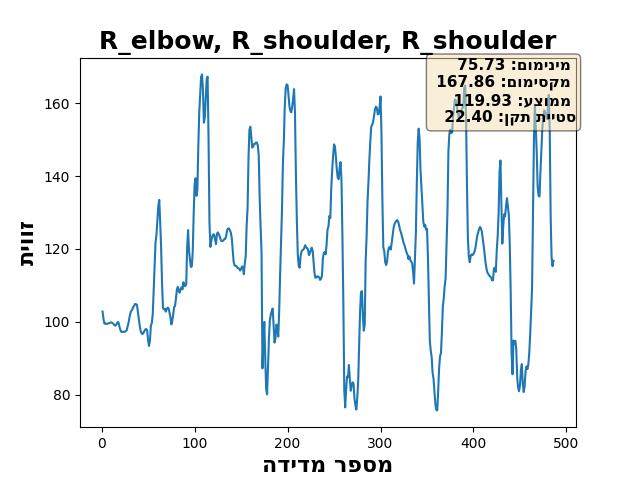 R_elbow, R_shoulder, R_shoulder
מינימום: 75.73
מקסימום: 167.86
ממוצע: 119.93
סטיית תקן: 22.40
160
140
120
100
80
זווית
0 100 200 300 400 500
מספר מדידה